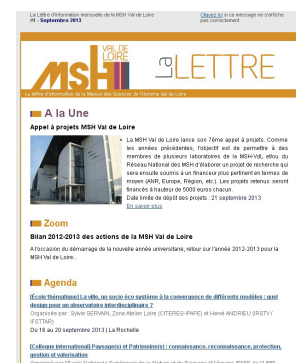 La Lettre d'information mensuelle de la MSH Val de Loire
#1 - Septembre 2013
Cliquez ici si ce message ne s'affiche
pas correctement
VAL DE
LOIRE
MSH
La LETTRE
La lettre d'information de la Maison des Sciences de l'Homme Val de Loire
A la Une
Appel à projets MSH Val de Loire
La MSH Val de Loire lance son 7ème appel à projets. Comme
les années précédentes, l'objectif est de permettre à des
membres de plusieurs laboratoires de la MSH-VdL, et/ou du
Réseau National des MSH d'élaborer un projet de recherche qui
sera ensuite soumis à un financeur plus pertinent en termes de
moyen (ANR, Europe, Région, etc.). Les projets retenus seront
financés à hauteur de 5000 euros chacun.
Date limite de dépôt des projets : 21 septembre 2013
En savoir plus
Zoom
Bilan 2012-2013 des actions de la MSH Val de Loire
A l'occasion du démarrage de la nouvelle année universitaire, retour sur l'année 2012-2013 pour la
MSH Val de Loire...
Agenda
[École thématique] La ville, un socio éco système à la convergence de différents modèles : quel
design pour un observatoire interdisciplinaire ?
Organisée par : Sylvie SERVAIN, Zone Atelier Loire (CITERES-IPAPE) et Hervé ANDRIEU (IRSTV /
IFSTTAR)
Du 16 au 20 septembre 2013 | La Rochelle
[Colloque international] Paysage(s) et Patrimoine(s) : connaissance, reconnaissance, protection,
gestion et valorisation